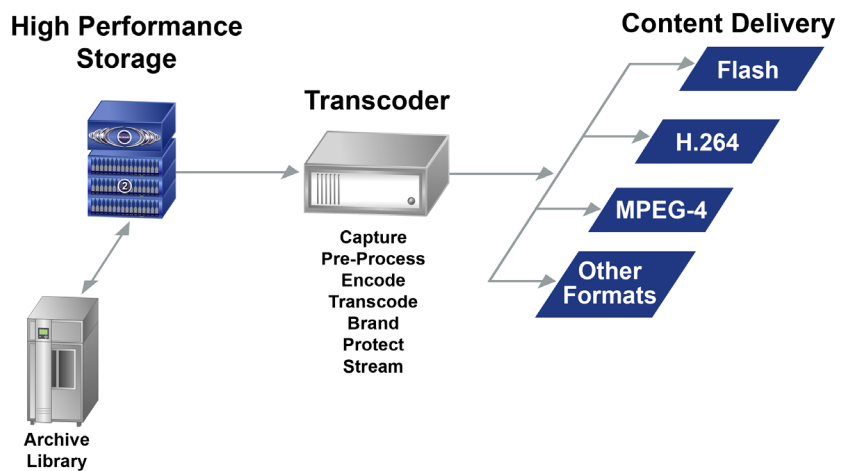 High Performance
Storage
2
Archive
Library
Transcoder
Capture
Pre-Process
Encode
Transcode
Brand
Protect
Stream
Content Delivery
Flash
H.264
MPEG-4
Other
Formats